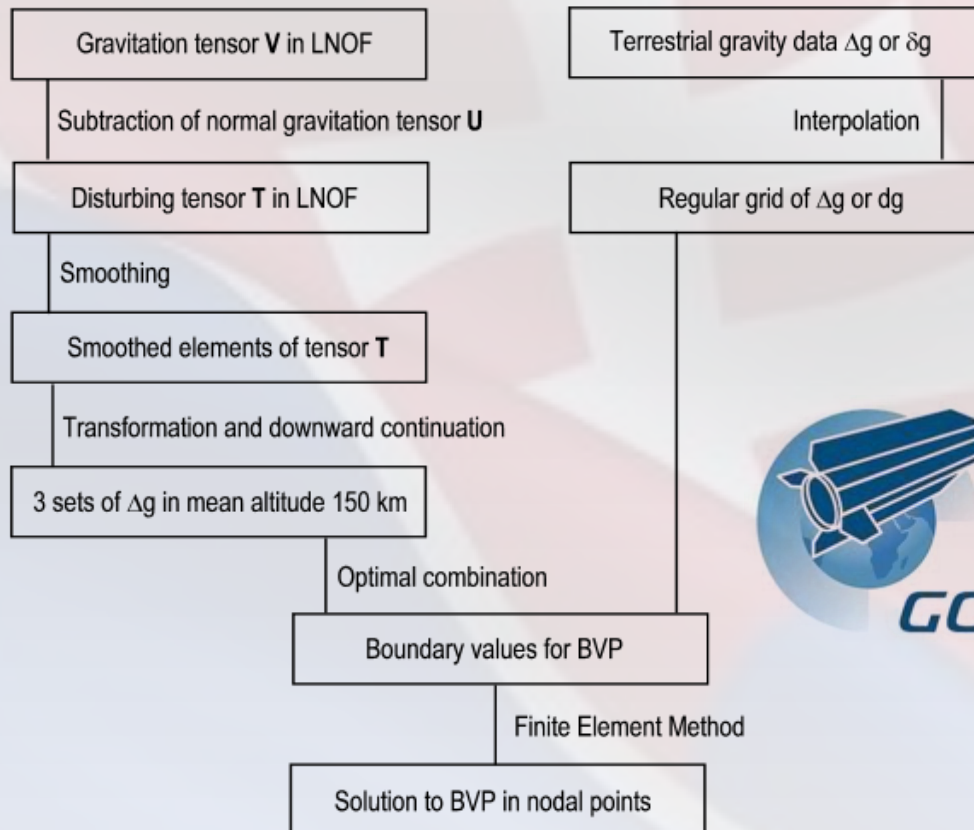 Gravitation tensor V in LNOF
Subtraction of normal gravitation tensor U
Disturbing tensor T in LNOF
Smoothing
Smoothed elements of tensor T
Transformation and downward continuation
3 sets of Δg in mean altitude 150 km
Optimal combination
Terrestrial gravity data Δg or δg
Interpolation
Regular grid of Δg or dg
Boundary values for BVP
Finite Element Method
Solution to BVP in nodal points